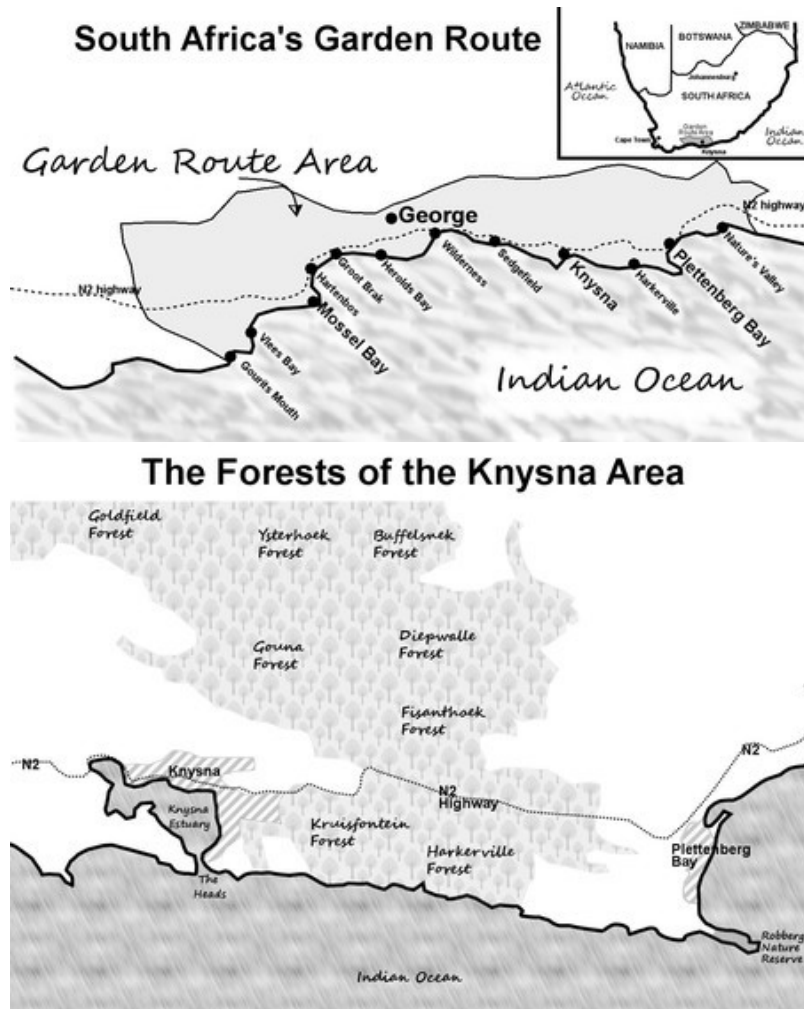 South Africa's Garden Route
ZIMBABWE
BOTSWANA
NAMIBIA
Johannesburg
Atlantic
Ocean
SOUTH AFRICA
Garden
Route Area
Indian
Ocean
Cape Town
Knysna
Garden Route Area
George
N2 highway
N2 highway
Gourits Mouth
Vlees Bay
Mossel Bay
Hartenbos
Groot Brak
Herolds Bay
Wilderness
Sedgefield
Knysna
Harkerville
Plettenberg Bay
Nature's Valley
Indian Ocean
The Forests of the Knysna Area
Goldfield
Forest
Ysterhoek
Forest
Buffelsnek
Forest
Gouna
Forest
Diepwalle
Forest
Fisanthoek
Forest
N2
Knysna
N2
N2
Highway
Knysna
Estuary
Kruisfontein
Forest
Harkerville
Forest
Plettenberg
Bay
The
Heads
Robberg
Nature
Reserve
Indian Ocean